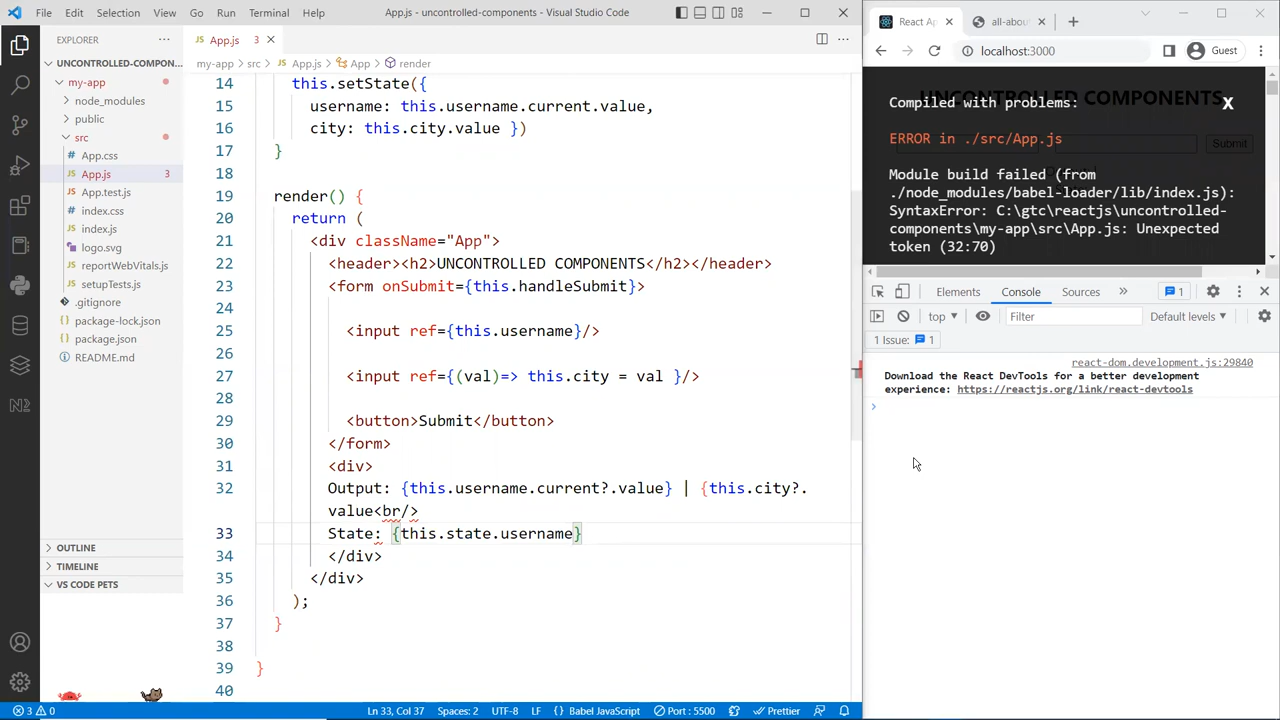 File Edit Selection View Go Run Terminal Help App.js - uncontrolled-components - Visual Studio Code
EXPLORER
UNCONTROLLED-COMPON...
my-app
node_modules
public
src
App.css
App.js 3
App.test.js
index.css
index.js
logo.svg
reportWebVitals.js
setupTests.js
.gitignore
package-lock.json
package.json
README.md
OUTLINE
TIMELINE
VS CODE PETS
App.js 3
my-app > src > App.js > App > render
14 this.setState({
15 username: this.username.current.value,
16 city: this.city.value })
17 }
18
19 render() {
20 return (
21 <div className="App">
22 <header><h2>UNCONTROLLED COMPONENTS</h2></header>
23 <form onSubmit={this.handleSubmit}>
24
25 <input ref={this.username}/>
26
27 <input ref={(val)=> this.city = val }/>
28
29 <button>Submit</button>
30 </form>
31 <div>
32 Output: {this.username.current?.value} | {this.city?.
value<br/>
33 State: {this.state.username}
34 </div>
35 </div>
36 );
37 }
38
39 }
40
3 0 Ln 33, Col 37 Spaces: 2 UTF-8 LF {} Babel JavaScript Port : 5500 Prettier
React Ap all-abou
localhost:3000 Guest
UNCONTROLLED COMPONENTS
Submit
Compiled with problems: X
ERROR in ./src/App.js
Module build failed (from
./node_modules/babel-loader/lib/index.js):
SyntaxError: C:\gtc\reactjs\uncontrolled-
components\my-app\src\App.js: Unexpected
token (32:70)
Elements Console Sources » 1
top Filter Default levels
1 Issue: 1
react-dom.development.js:29840
Download the React DevTools for a better development
experience: https://reactjs.org/link/react-devtools